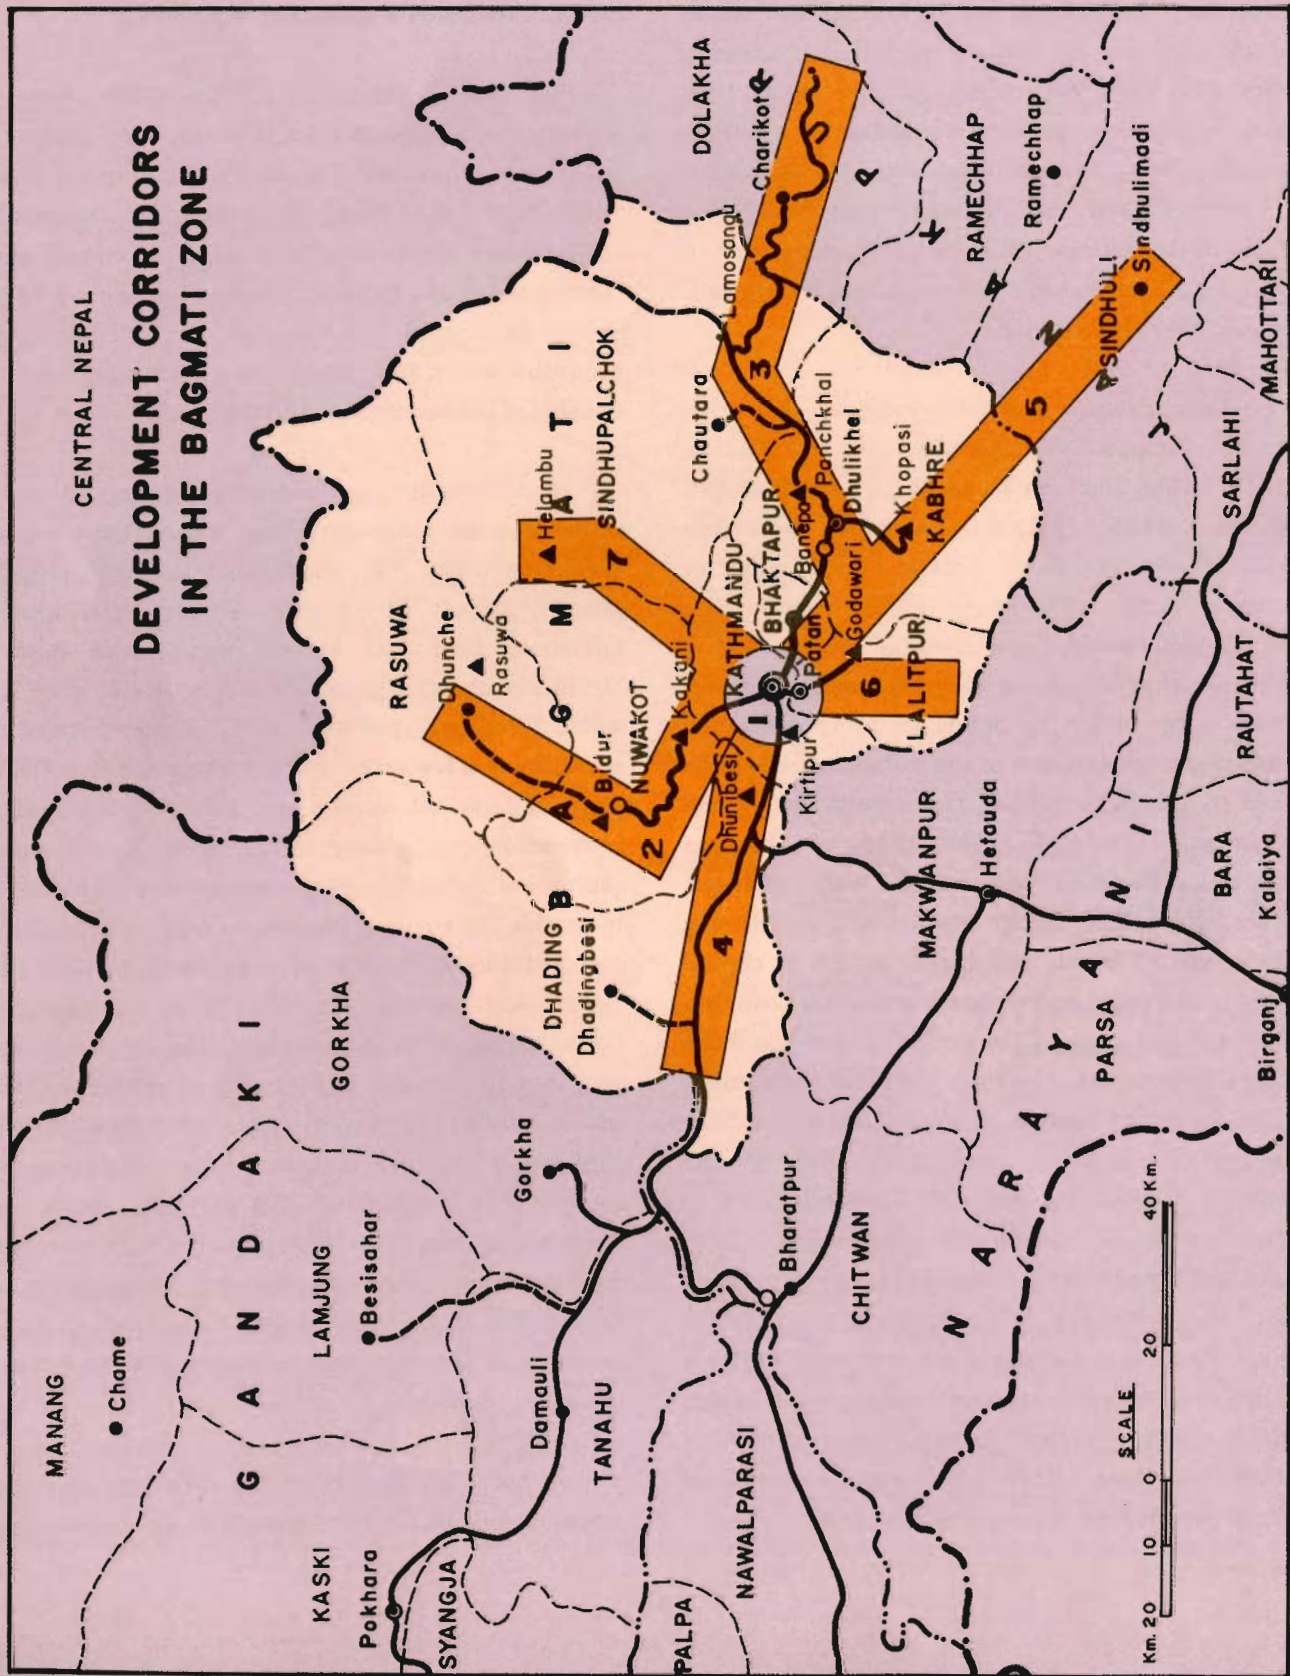 CENTRAL NEPAL
DEVELOPMENT CORRIDORS
IN THE BAGMATI ZONE
MANANG
Chame
GANDAKI
LAMJUNG
Besisahar
GORKHA
Gorkha
KASKI
Pokhara
SYANGJA
Damauli
TANAHU
PALPA
NAWALPARASI
Bharatpur
CHITWAN
RASUWA
Dhunche
Rasuwa
BAGMATI
Helambu
SINDHUPALCHOK
7
DHADING
Dhadingbesi
Bidur
NUWAKOT
2
Kakani
4
Dhunibesi
KATHMANDU
1
Kirtipur
Patan
BHAKTAPUR
Banepa
Panchkhal
Dhulikhel
Khopasi
KABHRE
Godawari
LALITPUR
6
5
3
Chautara
Lamosangu
DOLAKHA
Charikot
RAMECHHAP
Ramechhap
JANAKPUR
SINDHULI
Sindhulimadi
MAHOTTARI
SARLAHI
RAUTAHAT
BARA
Kalaiya
MAKWANPUR
Hetauda
NARAYANI
PARSA
Birganj
SCALE
Km. 20 10 0 20 40 Km.